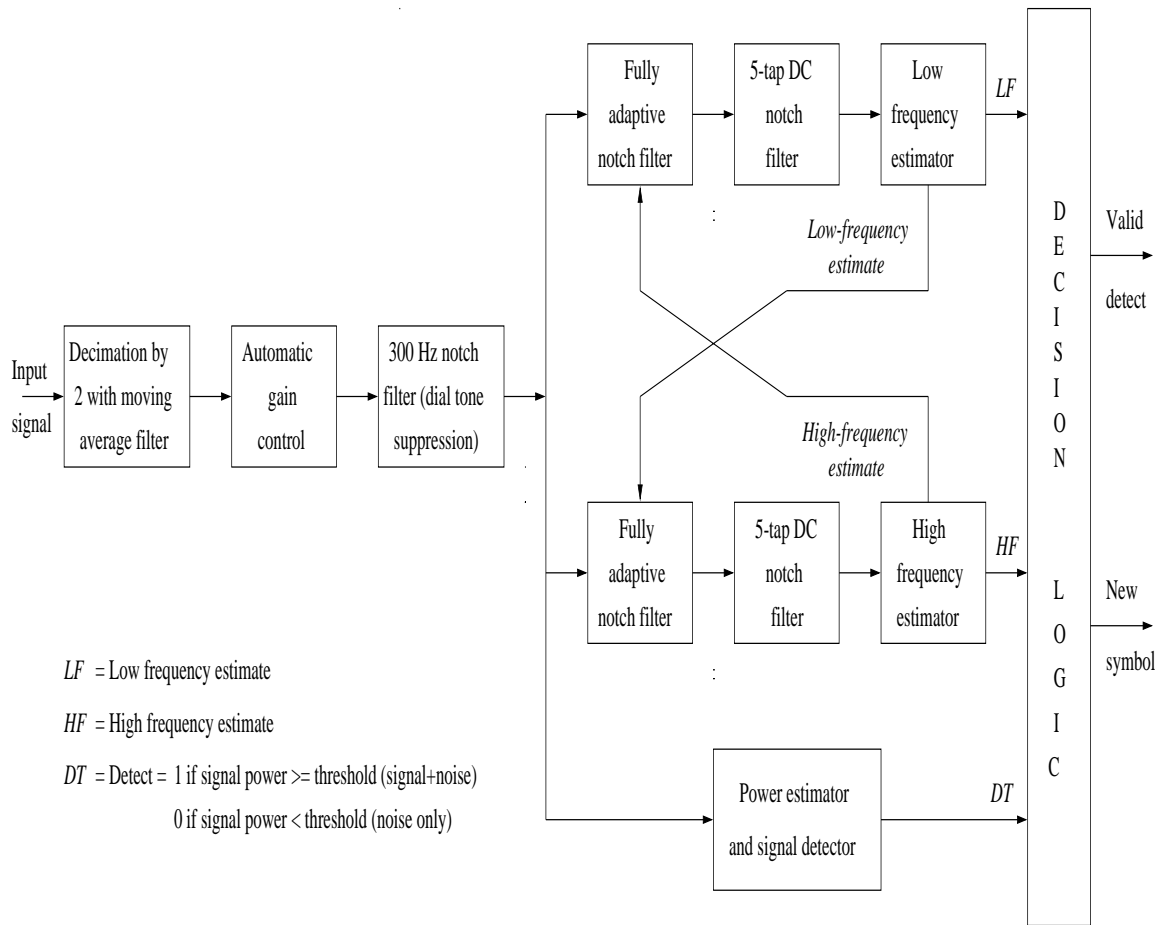 Input
signal
Decimation by
2 with moving
average filter
Automatic
gain
control
300 Hz notch
filter (dial tone
suppression)
Fully
adaptive
notch filter
5-tap DC
notch
filter
Low
frequency
estimator
LF
Low-frequency
estimate
High-frequency
estimate
Fully
adaptive
notch filter
5-tap DC
notch
filter
High
frequency
estimator
HF
Power estimator
and signal detector
DT
DECISION
LOGIC
Valid
detect
New
symbol
LF = Low frequency estimate
HF = High frequency estimate
DT = Detect = 1 if signal power >= threshold (signal+noise)
0 if signal power < threshold (noise only)